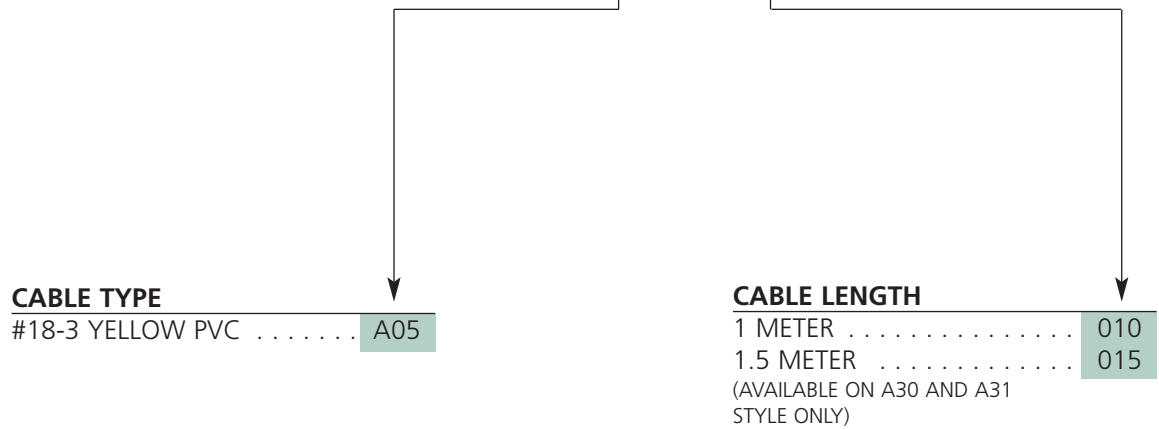 CABLE TYPE
#18-3 YELLOW PVC . . . . . . . A05
CABLE LENGTH
1 METER . . . . . . . . . . . . . . . 010
1.5 METER . . . . . . . . . . . . . 015
(AVAILABLE ON A30 AND A31
STYLE ONLY)